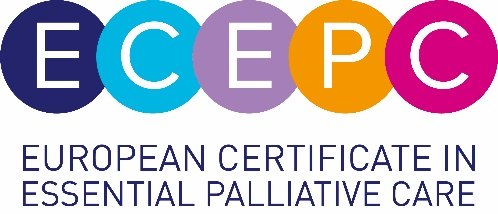 ECEPC
EUROPEAN CERTIFICATE IN
ESSENTIAL PALLIATIVE CARE